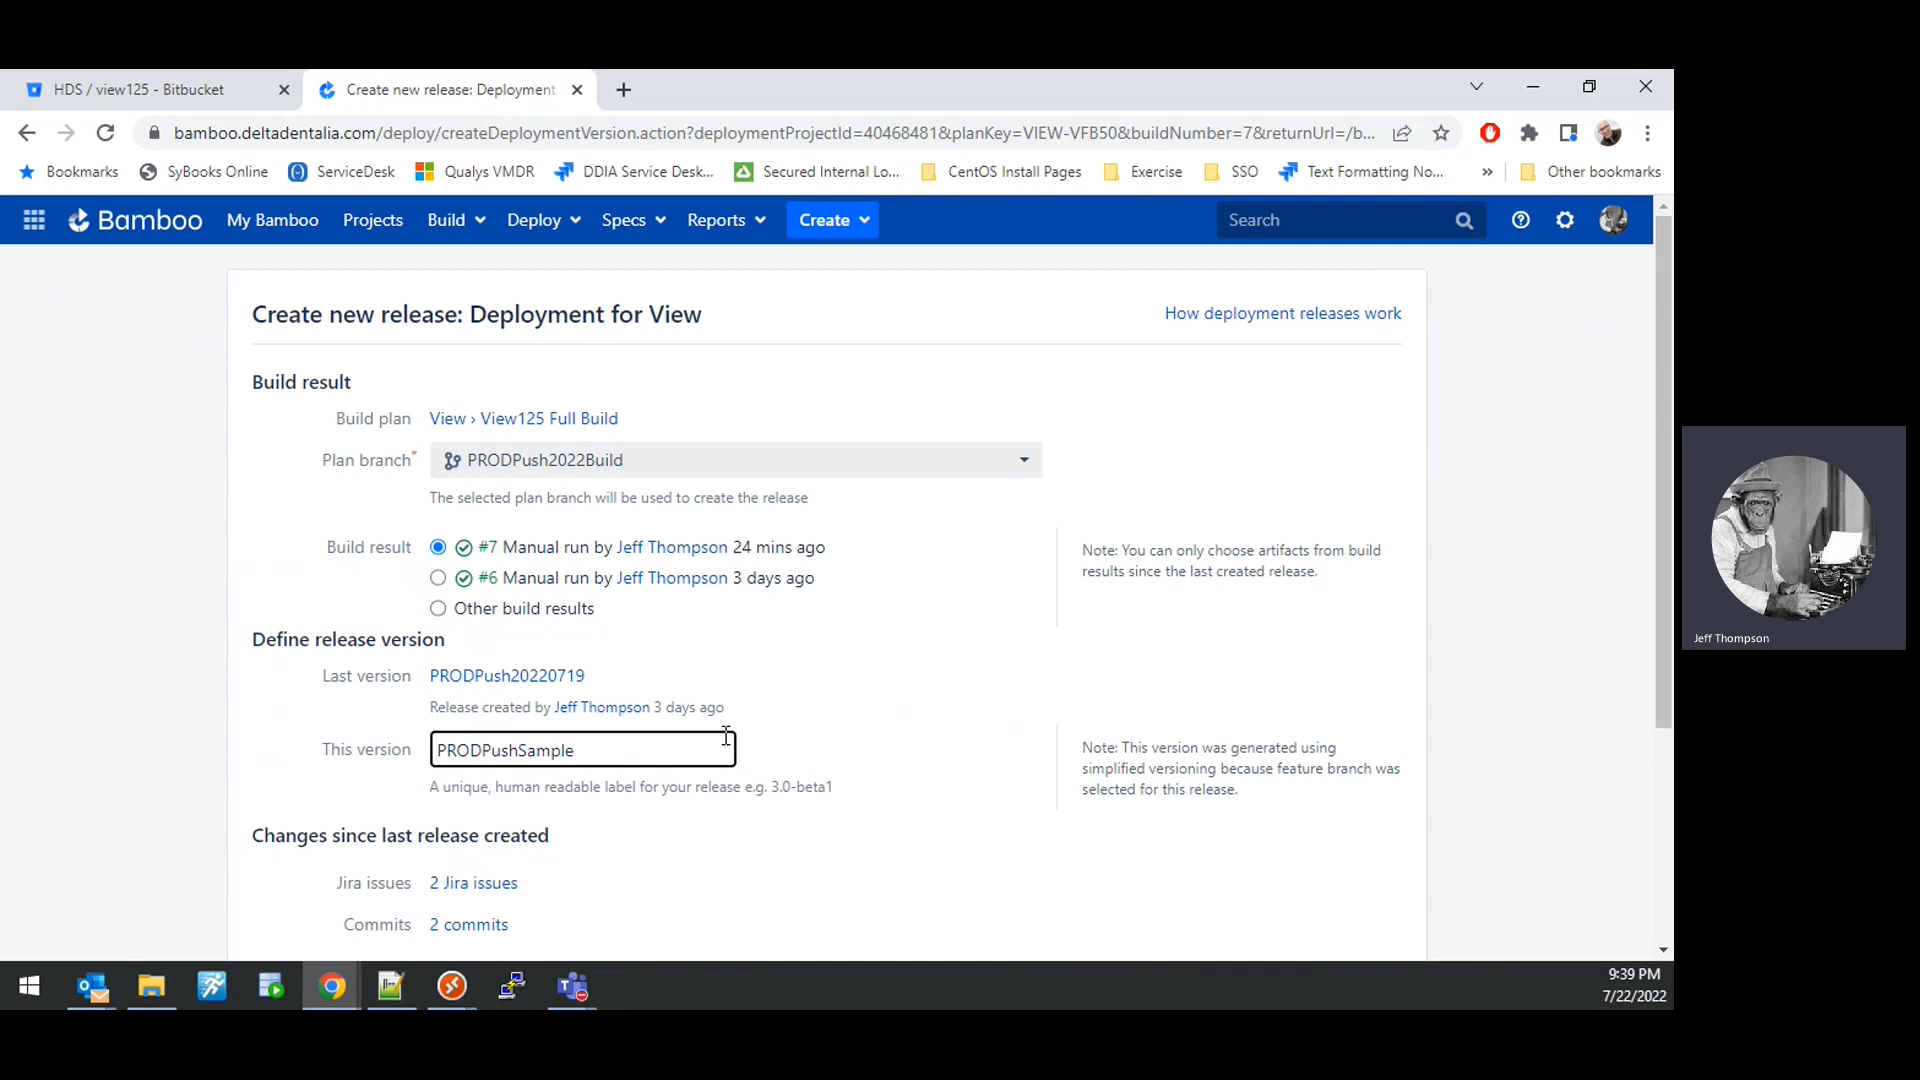 HDS / view125 - Bitbucket
Create new release: Deployment
bamboo.deltadentalia.com/deploy/createDeploymentVersion.action?deploymentProjectId=40468481&planKey=VIEW-VFB50&buildNumber=7&returnUrl=/b...
Bookmarks SyBooks Online ServiceDesk Qualys VMDR DDIA Service Desk... Secured Internal Lo... CentOS Install Pages Exercise SSO Text Formatting No... » Other bookmarks
Bamboo My Bamboo Projects Build Deploy Specs Reports Create Search
Create new release: Deployment for View
How deployment releases work
Build result
Build plan View › View125 Full Build
Plan branch* PRODPush2022Build
The selected plan branch will be used to create the release
Build result #7 Manual run by Jeff Thompson 24 mins ago
#6 Manual run by Jeff Thompson 3 days ago
Other build results
Note: You can only choose artifacts from build
results since the last created release.
Define release version
Last version PRODPush20220719
Release created by Jeff Thompson 3 days ago
This version PRODPushSample
A unique, human readable label for your release e.g. 3.0-beta1
Note: This version was generated using
simplified versioning because feature branch was
selected for this release.
Changes since last release created
Jira issues 2 Jira issues
Commits 2 commits
9:39 PM
7/22/2022
Jeff Thompson